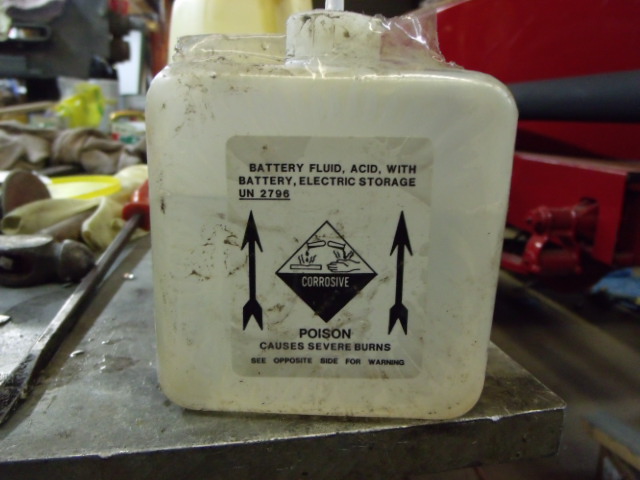 BATTERY FLUID, ACID, WITH
BATTERY, ELECTRIC STORAGE
UN 2796
CORROSIVE
POISON
CAUSES SEVERE BURNS
SEE OPPOSITE SIDE FOR WARNING